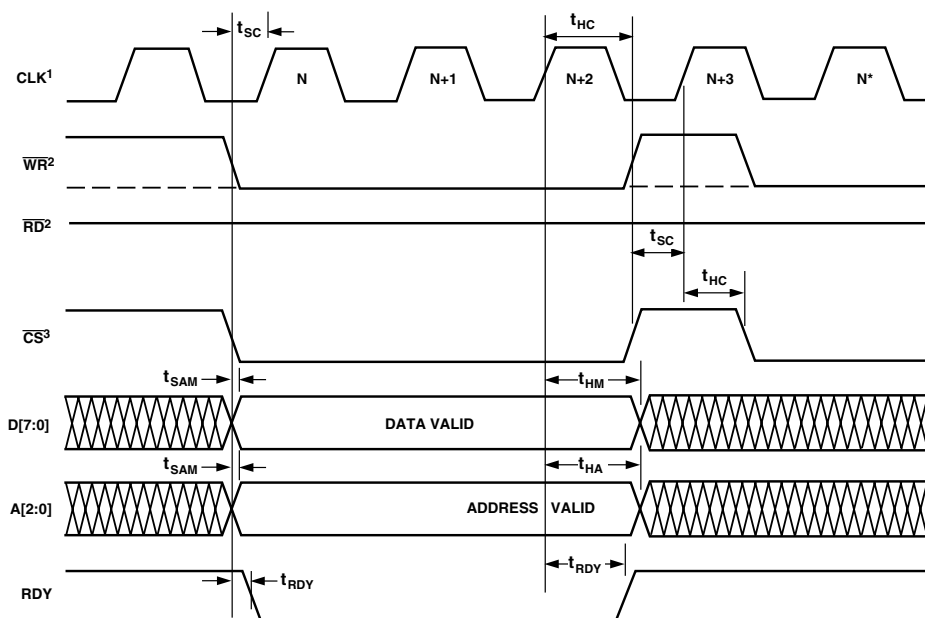 tSC
tHC
CLK1
N
N+1
N+2
N+3
N*
WR2
RD2
tSC
tHC
CS3
tSAM
tHM
D[7:0]
DATA VALID
tSAM
tHA
A[2:0]
ADDRESS VALID
tRDY
tRDY
RDY